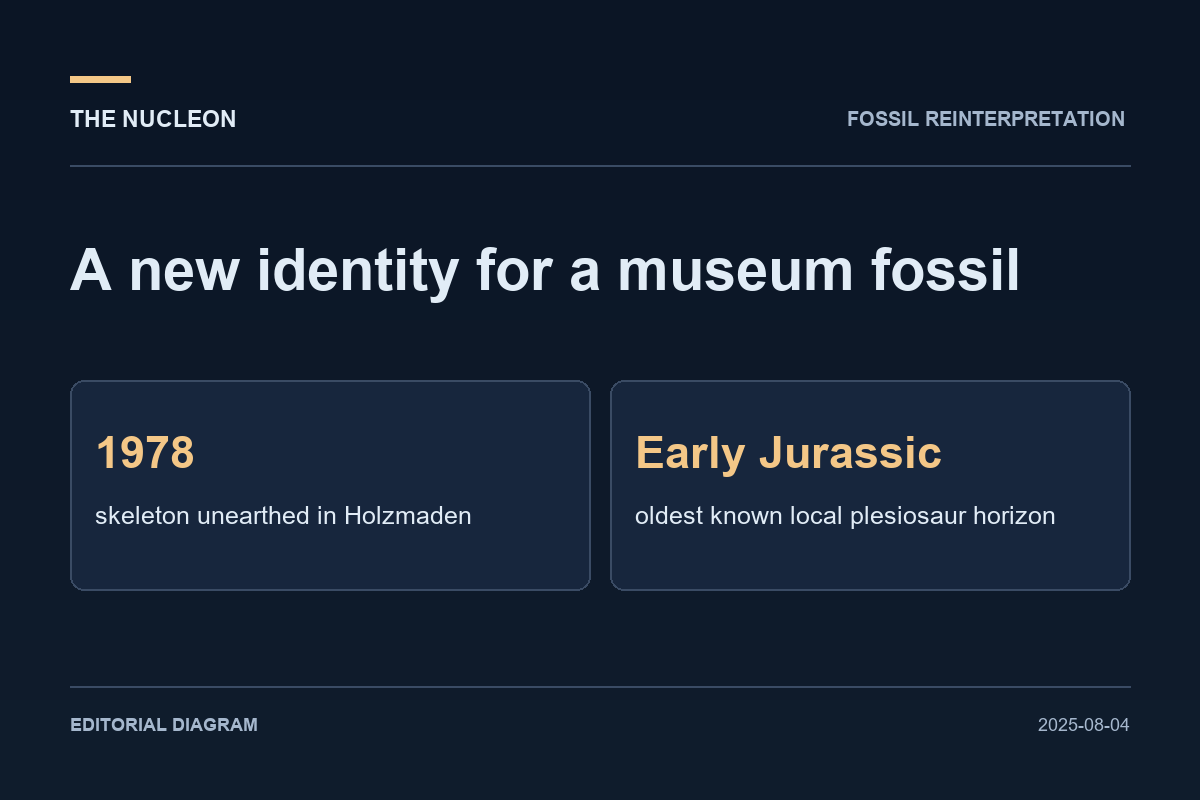 THE NUCLEON
FOSSIL REINTERPRETATION
A new identity for a museum fossil
1978
skeleton unearthed in Holzmaden
Early Jurassic
oldest known local plesiosaur horizon
EDITORIAL DIAGRAM
2025-08-04